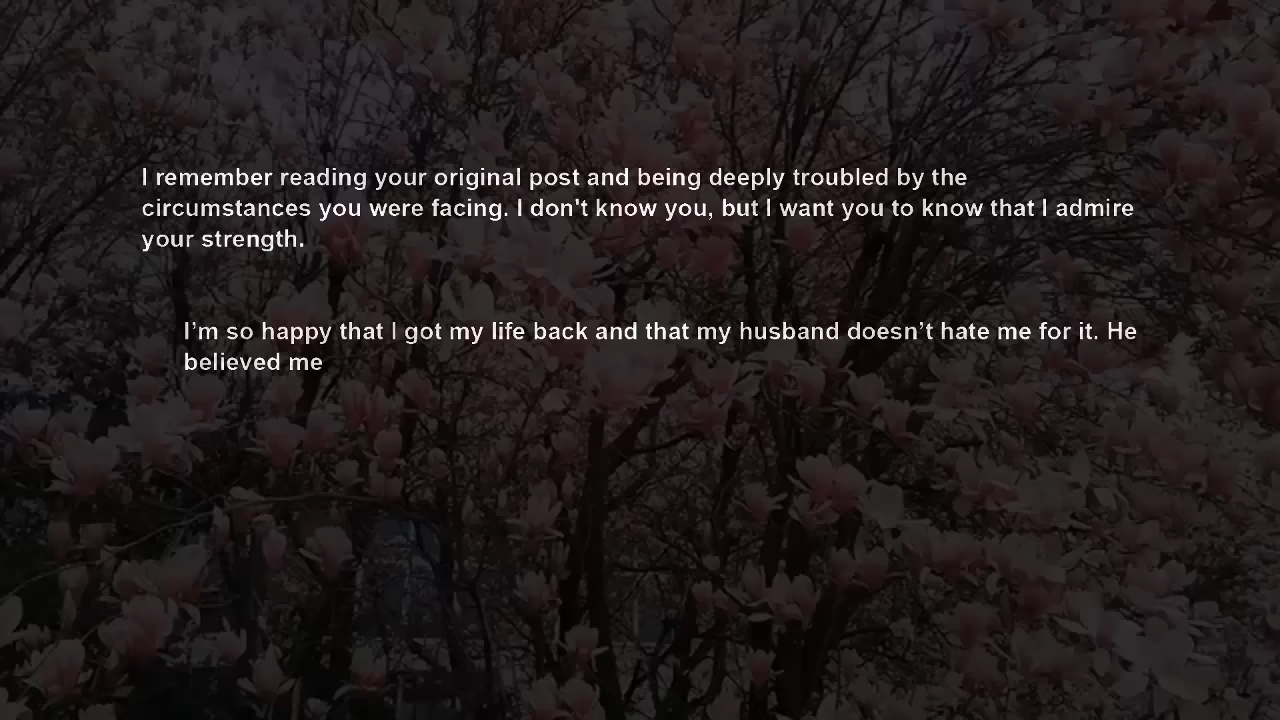 I remember reading your original post and being deeply troubled by the
circumstances you were facing. I don't know you, but I want you to know that I admire
your strength.
I’m so happy that I got my life back and that my husband doesn’t hate me for it. He
believed me